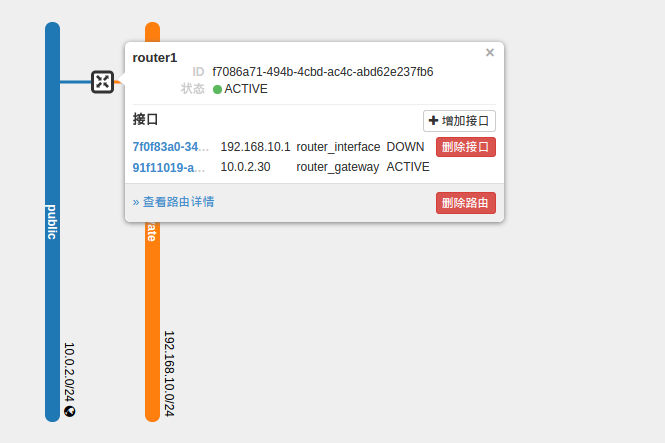 router1
×
ID f7086a71-494b-4cbd-ac4c-abd62e237fb6
状态 ACTIVE
接口
增加接口
7f0f83a0-34... 192.168.10.1 router_interface DOWN 删除接口
91f11019-a... 10.0.2.30 router_gateway ACTIVE
» 查看路由详情
删除路由
public
ate
10.0.2.0/24
192.168.10.0/24